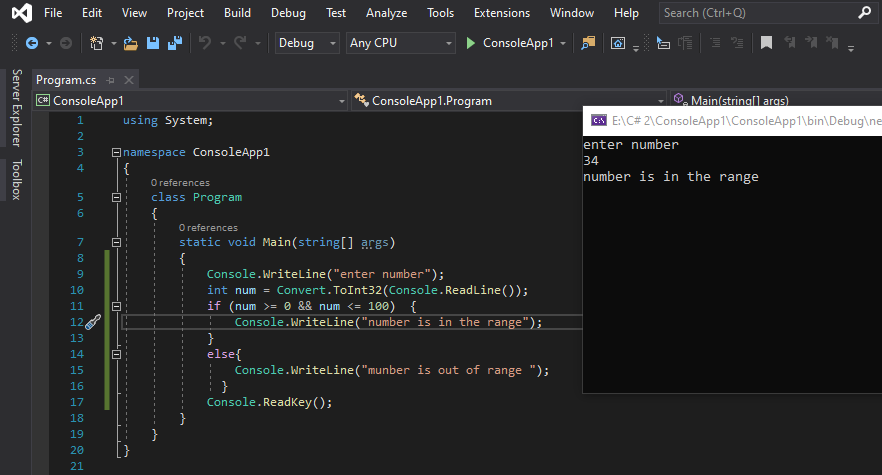 File Edit View Project Build Debug Test Analyze Tools Extensions Window Help Search (Ctrl+Q)
Debug Any CPU ConsoleApp1
Server Explorer
Toolbox
Program.cs
C# ConsoleApp1 ConsoleApp1.Program Main(string[] args)
1 using System;
2
3 namespace ConsoleApp1
4 {
0 references
5 class Program
6 {
0 references
7 static void Main(string[] args)
8 {
9 Console.WriteLine("enter number");
10 int num = Convert.ToInt32(Console.ReadLine());
11 if (num >= 0 && num <= 100) {
12 Console.WriteLine("number is in the range");
13 }
14 else{
15 Console.WriteLine("munber is out of range ");
16 }
17 Console.ReadKey();
18 }
19 }
20 }
21
E:\C# 2\ConsoleApp1\ConsoleApp1\bin\Debug\ne
enter number
34
number is in the range